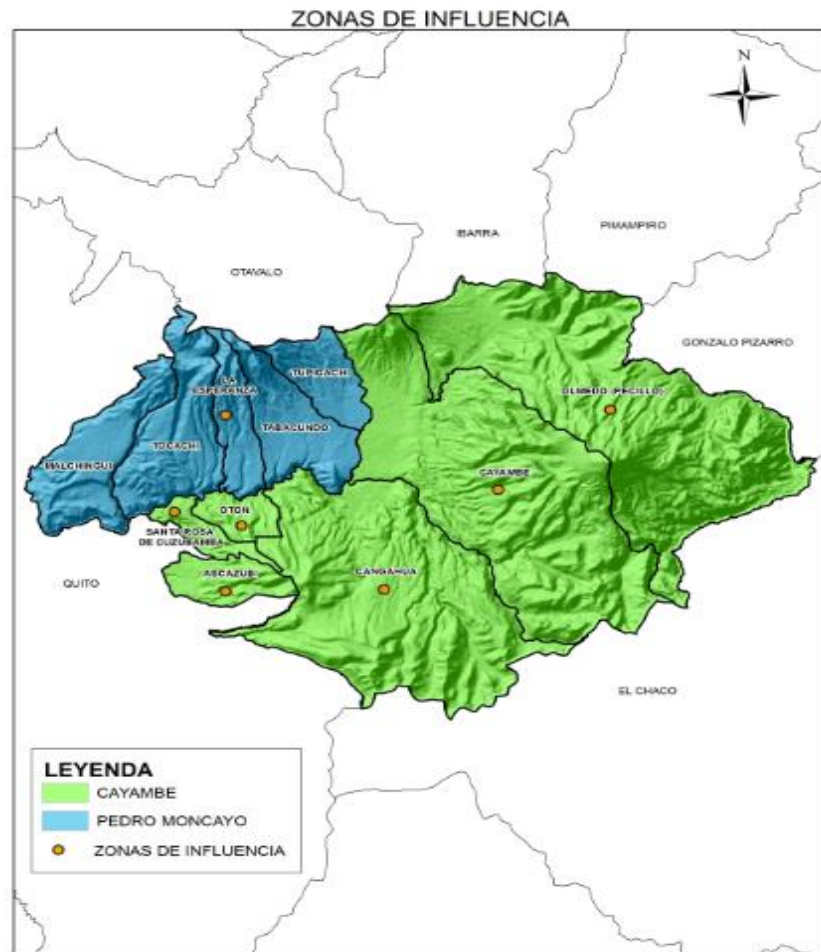 ZONAS DE INFLUENCIA
N
PIMAMPIRO
IBARRA
OTAVALO
GONZALO PIZARRO
TUPIGACHI
LA
ESPERANZA
OLMEDO (PECILLO)
TABACUNDO
TOCACHI
MALCHINGUI
CAYAMBE
OTON
SANTA ROSA
DE CUZUBAMBA
ASCAZUBI
CANGAHUA
QUITO
EL CHACO
LEYENDA
CAYAMBE
PEDRO MONCAYO
ZONAS DE INFLUENCIA